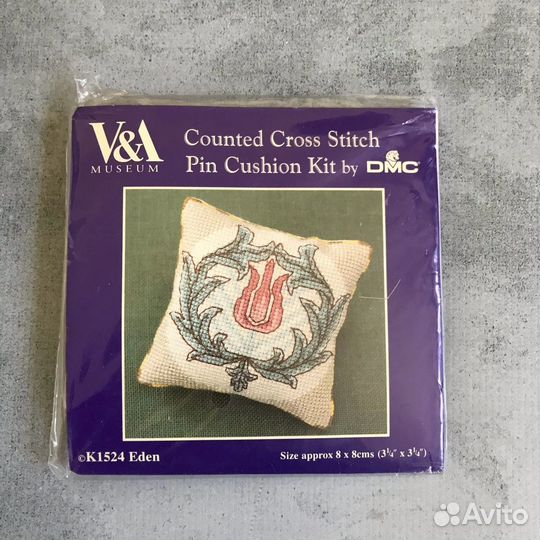 V&A
MUSEUM
Counted Cross Stitch
Pin Cushion Kit by DMC
©K1524 Eden
Size approx 8 x 8cms (3¼" x 3¼")
Avito